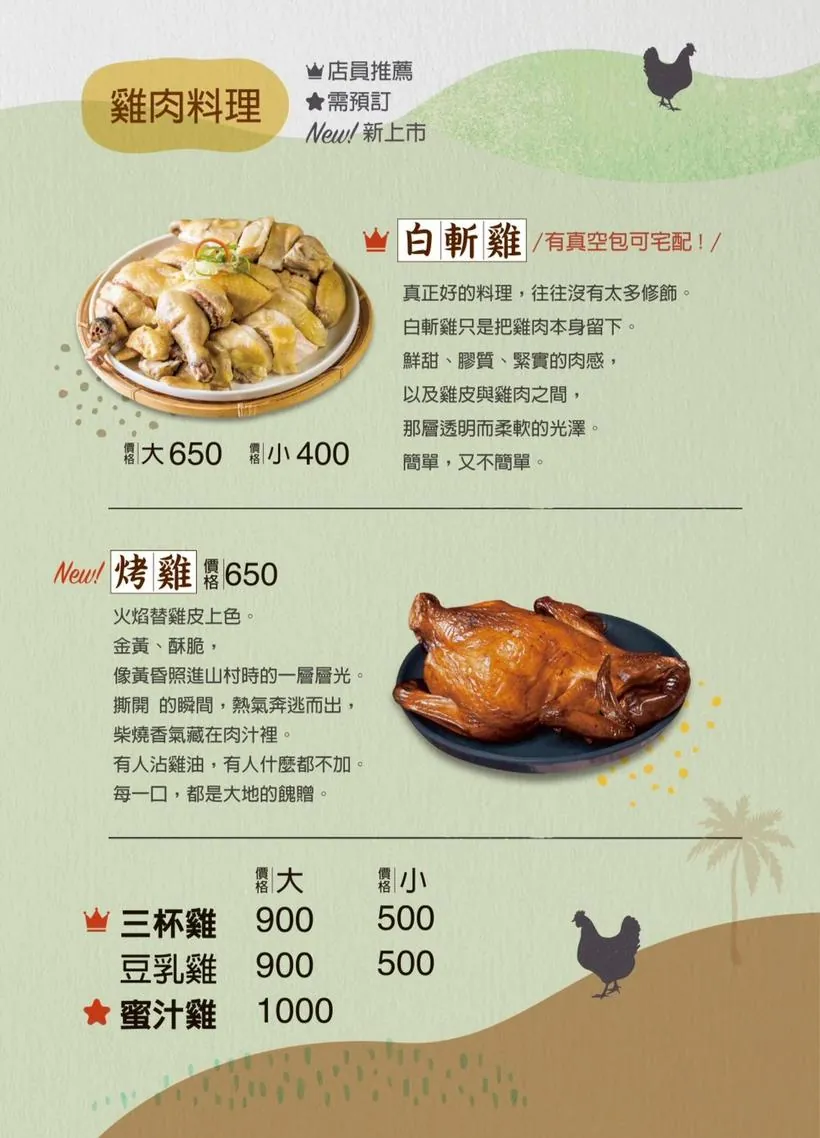 雞肉料理
店員推薦
需預訂
New! 新上市
白斬雞 /有真空包可宅配!/
真正好的料理,往往沒有太多修飾。
白斬雞只是把雞肉本身留下。
鮮甜、膠質、緊實的肉感,
以及雞皮與雞肉之間,
那層透明而柔軟的光澤。
簡單,又不簡單。
價格 大 650 價格 小 400
New! 烤雞 價格 650
火焰替雞皮上色。
金黃、酥脆,
像黃昏照進山村時的一層層光。
撕開 的瞬間,熱氣奔逃而出,
柴燒香氣藏在肉汁裡。
有人沾雞油,有人什麼都不加。
每一口,都是大地的餽贈。
價格 大 價格 小
三杯雞 900 500
豆乳雞 900 500
蜜汁雞 1000